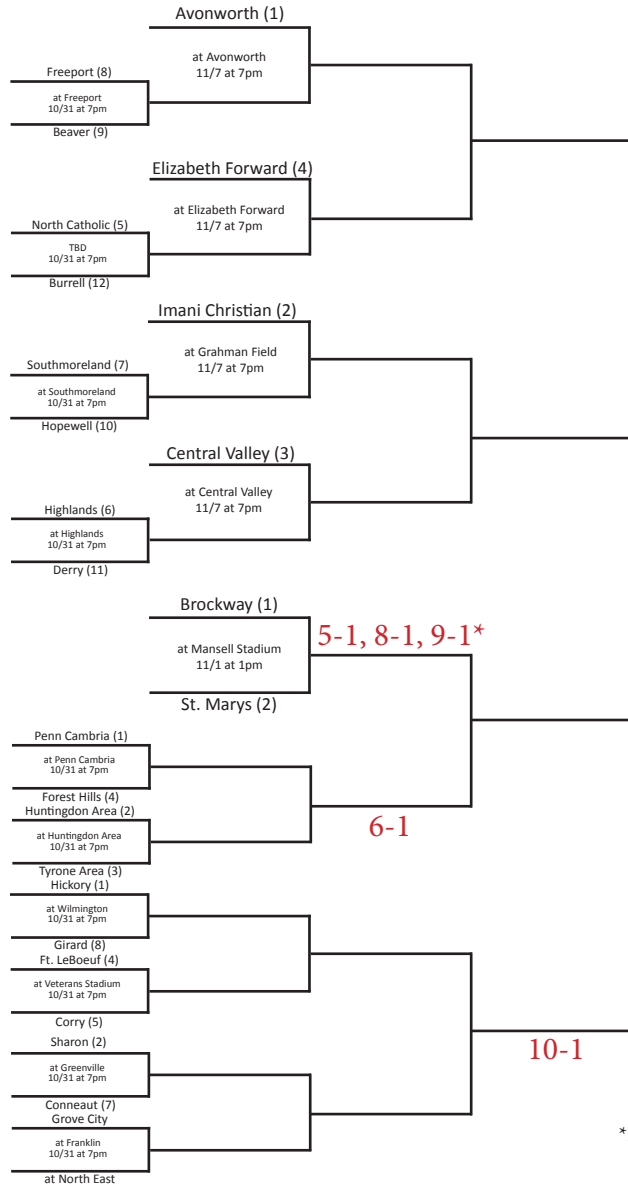 Avonworth (1)
at Avonworth
11/7 at 7pm
Freeport (8)
at Freeport
10/31 at 7pm
Beaver (9)
Elizabeth Forward (4)
at Elizabeth Forward
11/7 at 7pm
North Catholic (5)
TBD
10/31 at 7pm
Burrell (12)
Imani Christian (2)
at Grahman Field
11/7 at 7pm
Southmoreland (7)
at Southmoreland
10/31 at 7pm
Hopewell (10)
Central Valley (3)
at Central Valley
11/7 at 7pm
Highlands (6)
at Highlands
10/31 at 7pm
Derry (11)
Brockway (1)
5-1, 8-1, 9-1*
at Mansell Stadium
11/1 at 1pm
St. Marys (2)
Penn Cambria (1)
at Penn Cambria
10/31 at 7pm
Forest Hills (4)
Huntingdon Area (2)
6-1
at Huntingdon Area
10/31 at 7pm
Tyrone Area (3)
Hickory (1)
at Wilmington
10/31 at 7pm
Girard (8)
Ft. LeBoeuf (4)
at Veterans Stadium
10/31 at 7pm
Corry (5)
Sharon (2)
10-1
at Greenville
10/31 at 7pm
Conneaut (7)
Grove City
at Franklin
10/31 at 7pm
at North East
*